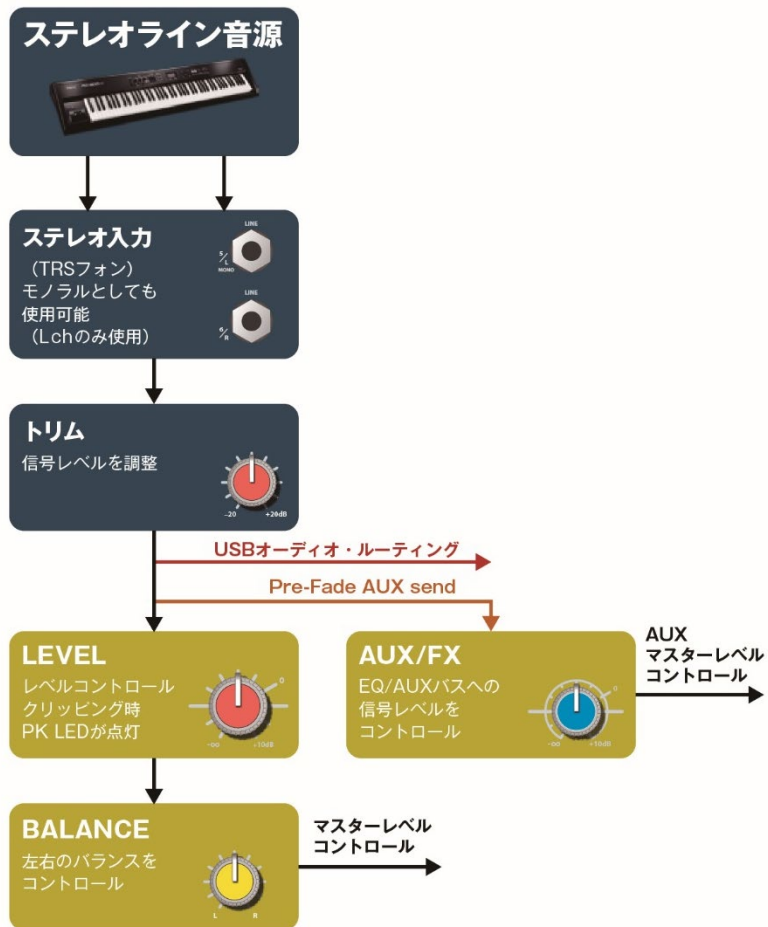 ステレオライン音源
ステレオ入力
（TRSフォン）
モノラルとしても
使用可能
（Lchのみ使用）
LINE
5/L
MONO
LINE
6/R
トリム
信号レベルを調整
-20 +20dB
USBオーディオ・ルーティング
Pre-Fade AUX send
LEVEL
レベルコントロール
クリッピング時
PK LEDが点灯
0
-∞ +10dB
AUX/FX
EQ/AUXバスへの
信号レベルを
コントロール
0
-∞ +10dB
AUX
マスターレベル
コントロール
BALANCE
左右のバランスを
コントロール
L R
マスターレベル
コントロール